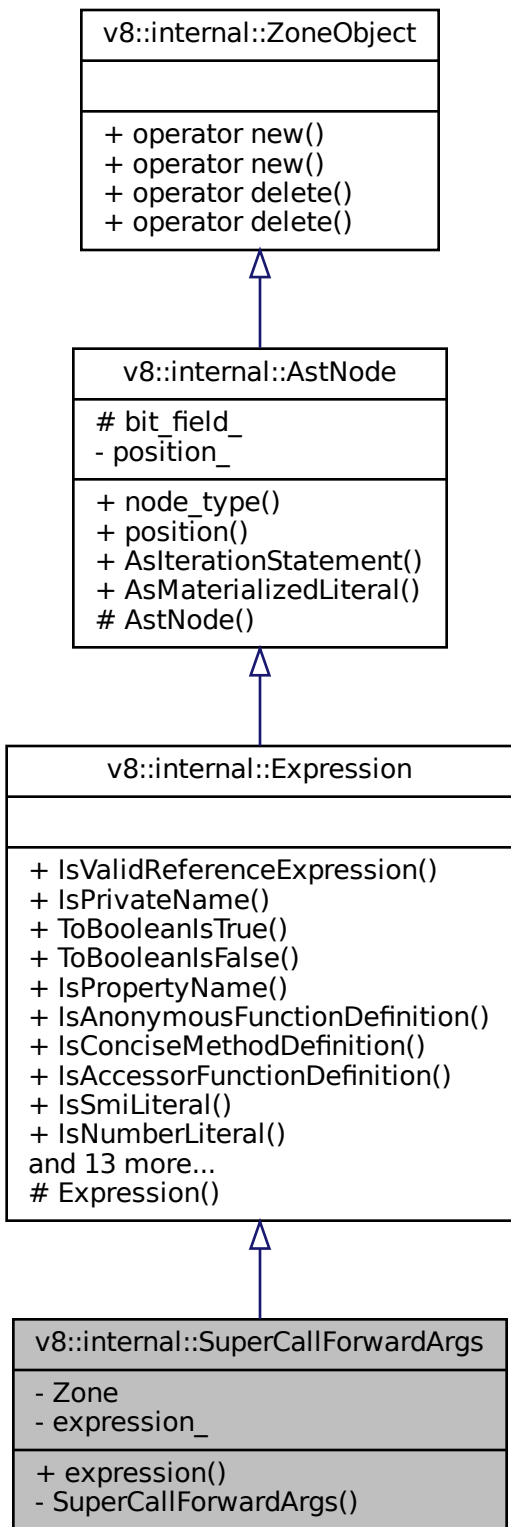 v8::internal::ZoneObject
+ operator new()
+ operator new()
+ operator delete()
+ operator delete()
v8::internal::AstNode
# bit_field_
- position_
+ node_type()
+ position()
+ AsIterationStatement()
+ AsMaterializedLiteral()
# AstNode()
v8::internal::Expression
+ IsValidReferenceExpression()
+ IsPrivateName()
+ ToBooleanIsTrue()
+ ToBooleanIsFalse()
+ IsPropertyName()
+ IsAnonymousFunctionDefinition()
+ IsConciseMethodDefinition()
+ IsAccessorFunctionDefinition()
+ IsSmiLiteral()
+ IsNumberLiteral()
and 13 more...
# Expression()
v8::internal::SuperCallForwardArgs
- Zone
- expression_
+ expression()
- SuperCallForwardArgs()